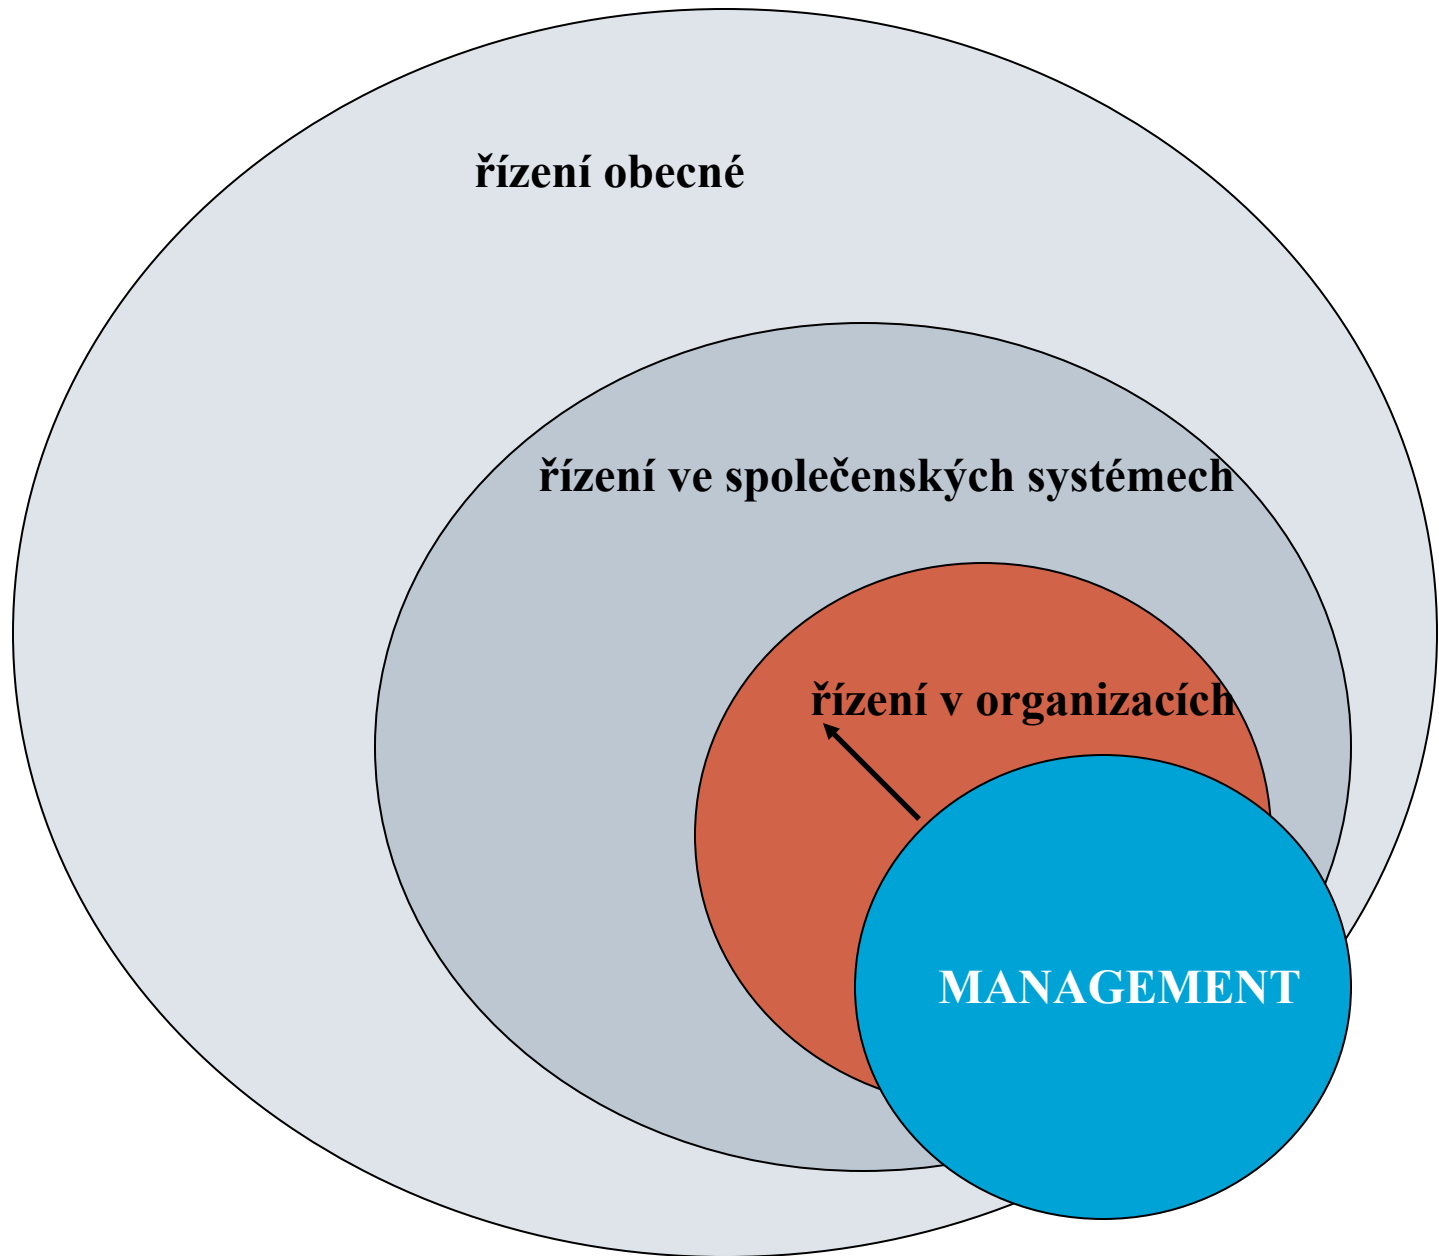 řízení obecné
řízení ve společenských systémech
řízení v organizacích
MANAGEMENT